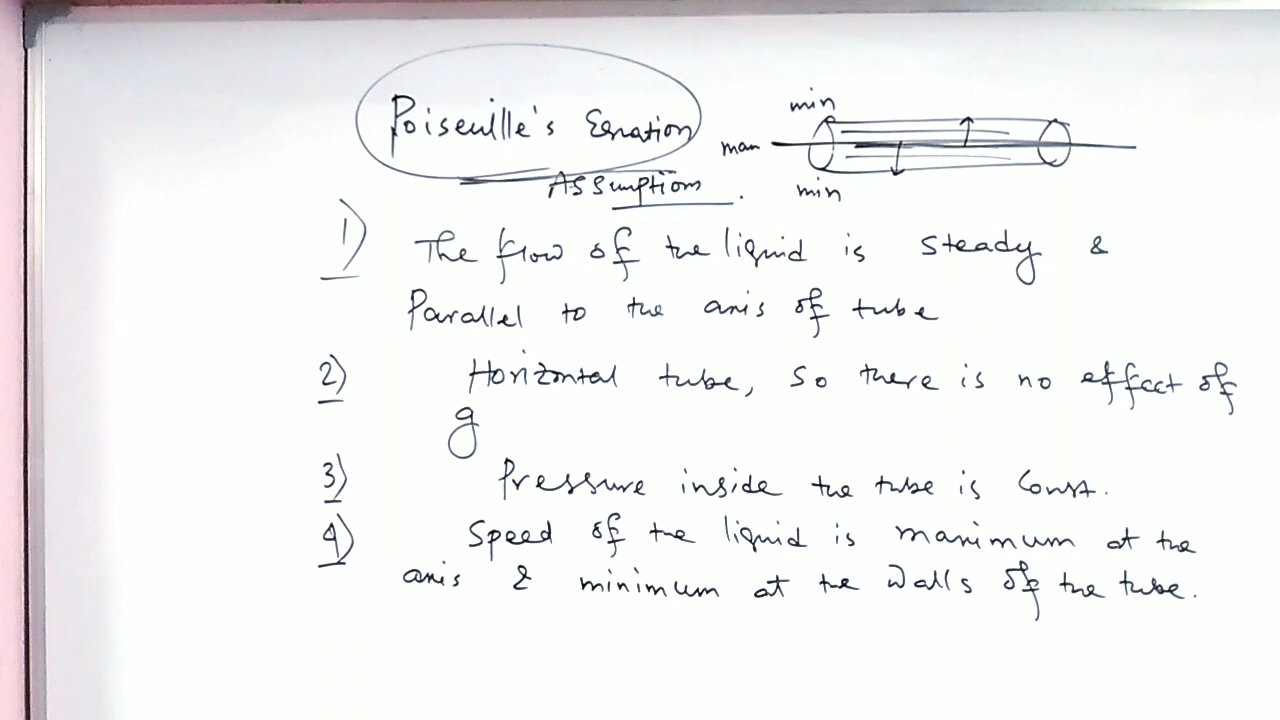 Poiseuille's Equation
Assumptions.
min
max
min
1) The flow of the liquid is steady &
Parallel to the axis of tube
2) Horizontal tube, so there is no effect of
g
3) Pressure inside the tube is Const.
4) Speed of the liquid is maximum at the
axis & minimum at the walls of the tube.